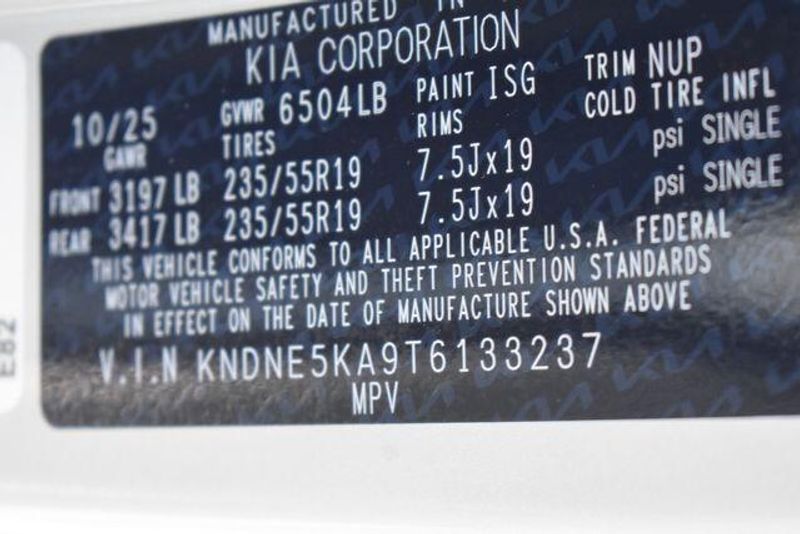 MANUFACTURED IN
KIA CORPORATION
10/25 GVWR 6504LB PAINT ISG TRIM NUP
GAWR TIRES RIMS COLD TIRE INFL
FRONT 3197 LB 235/55R19 7.5Jx19 psi SINGLE
REAR 3417 LB 235/55R19 7.5Jx19 psi SINGLE
THIS VEHICLE CONFORMS TO ALL APPLICABLE U.S.A. FEDERAL
MOTOR VEHICLE SAFETY AND THEFT PREVENTION STANDARDS
IN EFFECT ON THE DATE OF MANUFACTURE SHOWN ABOVE
V.I.N KNDNE5KA9T6133237
MPV
E82